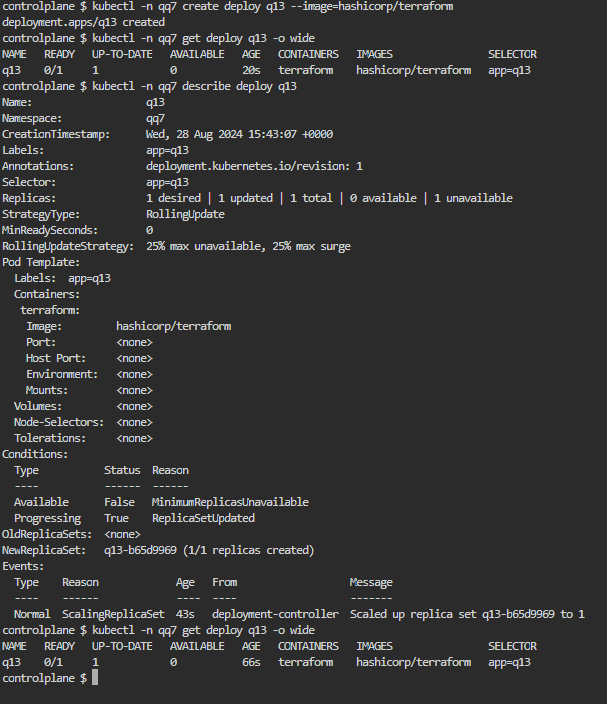 controlplane $ kubectl -n qq7 create deploy q13 --image=hashicorp/terraform
deployment.apps/q13 created
controlplane $ kubectl -n qq7 get deploy q13 -o wide
NAME   READY   UP-TO-DATE   AVAILABLE   AGE   CONTAINERS   IMAGES                SELECTOR
q13    0/1     1            0           20s   terraform    hashicorp/terraform   app=q13
controlplane $ kubectl -n qq7 describe deploy q13
Name:                   q13
Namespace:              qq7
CreationTimestamp:      Wed, 28 Aug 2024 15:43:07 +0000
Labels:                 app=q13
Annotations:            deployment.kubernetes.io/revision: 1
Selector:               app=q13
Replicas:               1 desired | 1 updated | 1 total | 0 available | 1 unavailable
StrategyType:           RollingUpdate
MinReadySeconds:        0
RollingUpdateStrategy:  25% max unavailable, 25% max surge
Pod Template:
  Labels:  app=q13
  Containers:
   terraform:
    Image:         hashicorp/terraform
    Port:          <none>
    Host Port:     <none>
    Environment:   <none>
    Mounts:        <none>
  Volumes:         <none>
  Node-Selectors:  <none>
  Tolerations:     <none>
Conditions:
  Type           Status  Reason
  ----           ------  ------
  Available      False   MinimumReplicasUnavailable
  Progressing    True    ReplicaSetUpdated
OldReplicaSets:  <none>
NewReplicaSet:   q13-b65d9969 (1/1 replicas created)
Events:
  Type    Reason             Age   From                   Message
  ----    ------             ----  ----                   -------
  Normal  ScalingReplicaSet  43s   deployment-controller  Scaled up replica set q13-b65d9969 to 1
controlplane $ kubectl -n qq7 get deploy q13 -o wide
NAME   READY   UP-TO-DATE   AVAILABLE   AGE   CONTAINERS   IMAGES                SELECTOR
q13    0/1     1            0           66s   terraform    hashicorp/terraform   app=q13
controlplane $